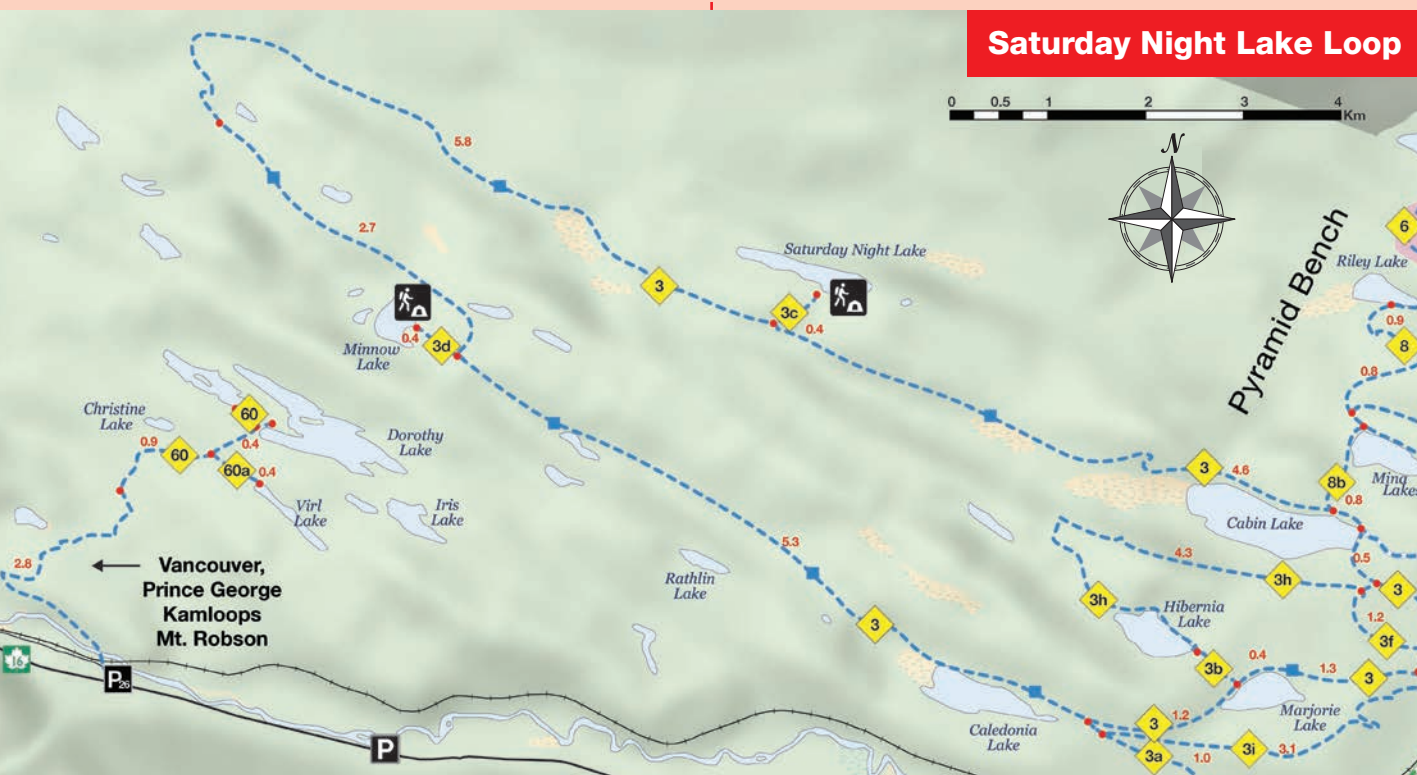 Saturday Night Lake Loop
0 0.5 1 2 3 4
Km
N
5.8
2.7
Saturday Night Lake
Pyramid Bench
6
Riley Lake
3
3c
0.4
0.9
8
0.8
0.4
3d
Minnow
Lake
Christine
Lake
60
0.4
0.9
60
60a
0.4
Dorothy
Lake
Virl
Lake
Iris
Lake
3
4.6
8b
0.8
Mina
Lake
Cabin Lake
0.5
4.3
3h
3
3h
Hibernia
Lake
1.2
3f
5.3
Rathlin
Lake
3
2.8
Vancouver,
Prince George
Kamloops
Mt. Robson
16
P26
P
3b
0.4
1.3
3
Marjorie
Lake
Caledonia
Lake
3
1.2
3a
1.0
3i
3.1